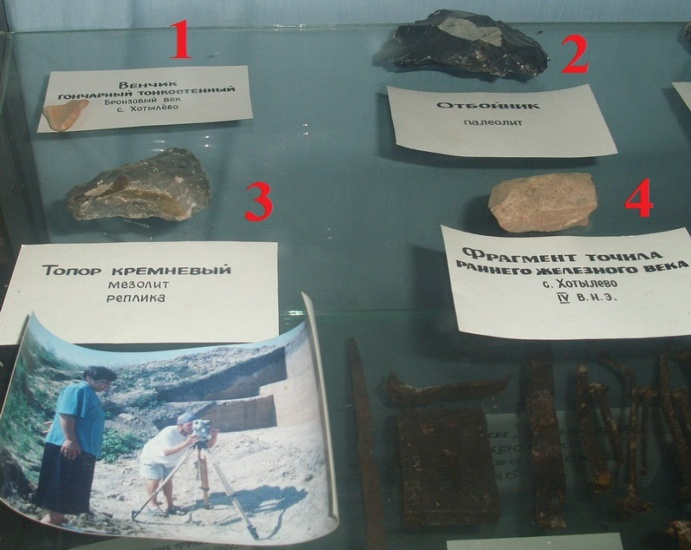 1
Венчик
гончарный тонкостенный
бронзовый век
с. Хотылёво
2
Отбойник
палеолит
3
Топор кремневый
мезолит
реплика
4
Фрагмент точила
раннего железного века
с. Хотылево
IV в.н.э.